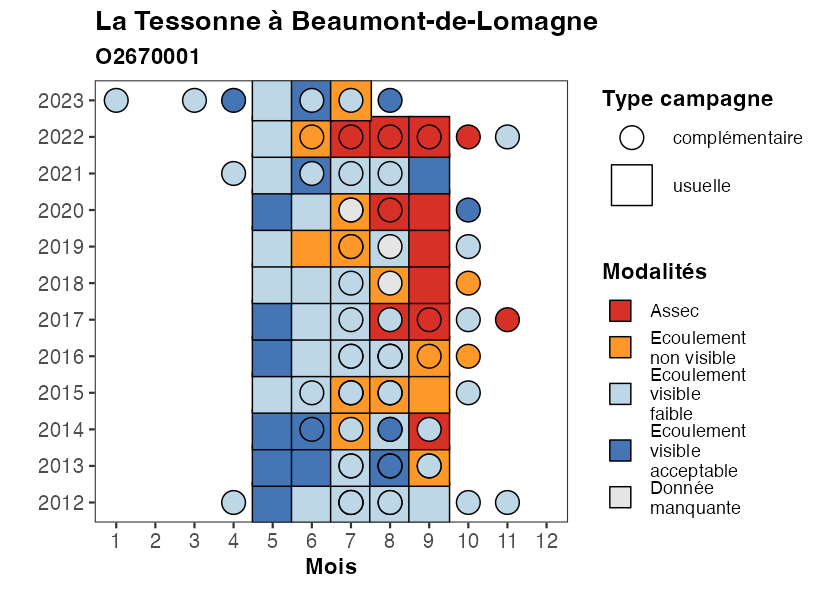 La Tessonne à Beaumont-de-Lomagne
O2670001
2023
2022
2021
2020
2019
2018
2017
2016
2015
2014
2013
2012
1 2 3 4 5 6 7 8 9 10 11 12
Mois
Type campagne
complémentaire
usuelle
Modalités
Assec
Ecoulement
non visible
Ecoulement
visible
faible
Ecoulement
visible
acceptable
Donnée
manquante